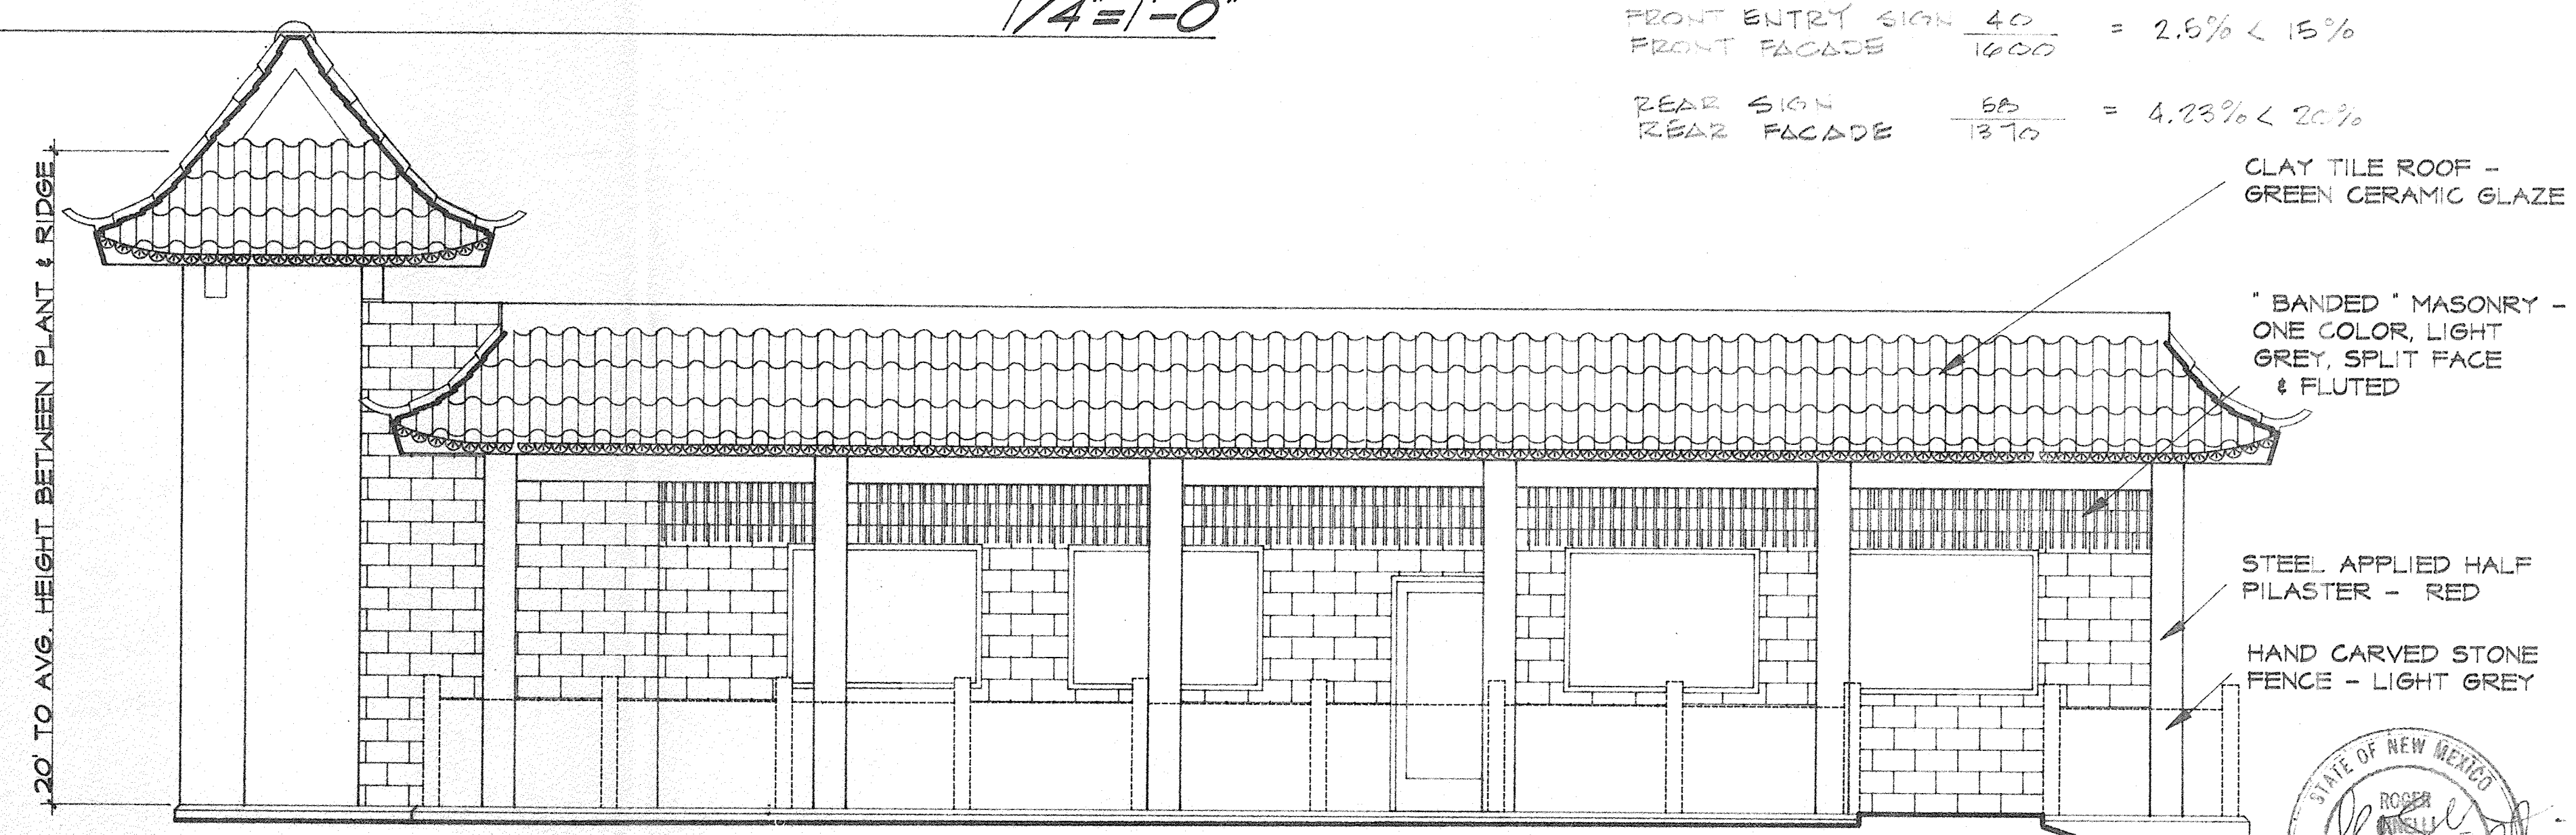 1/4"=1'-0"
FRONT ENTRY SIGN 40
FRONT FACADE 1600 = 2.5% < 15%
REAR SIGN 58
REAR FACADE 1370 = 4.23% < 20%
CLAY TILE ROOF -
GREEN CERAMIC GLAZE
" BANDED " MASONRY -
ONE COLOR, LIGHT
GREY, SPLIT FACE
& FLUTED
STEEL APPLIED HALF
PILASTER - RED
HAND CARVED STONE
FENCE - LIGHT GREY
20' TO AVG. HEIGHT BETWEEN PLANT & RIDGE
STATE OF NEW MEXICO
ROGER